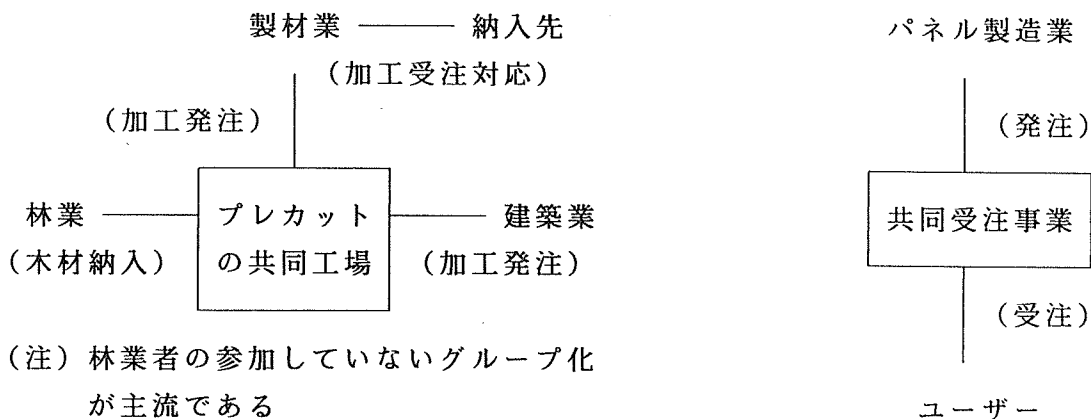 製材業 納入先
(加工受注対応)
(加工発注)
林業
(木材納入)
プレカット
の共同工場
建築業
(加工発注)
(注) 林業者の参加していないグループ化
が主流である
パネル製造業
(発注)
共同受注事業
(受注)
ユーザー